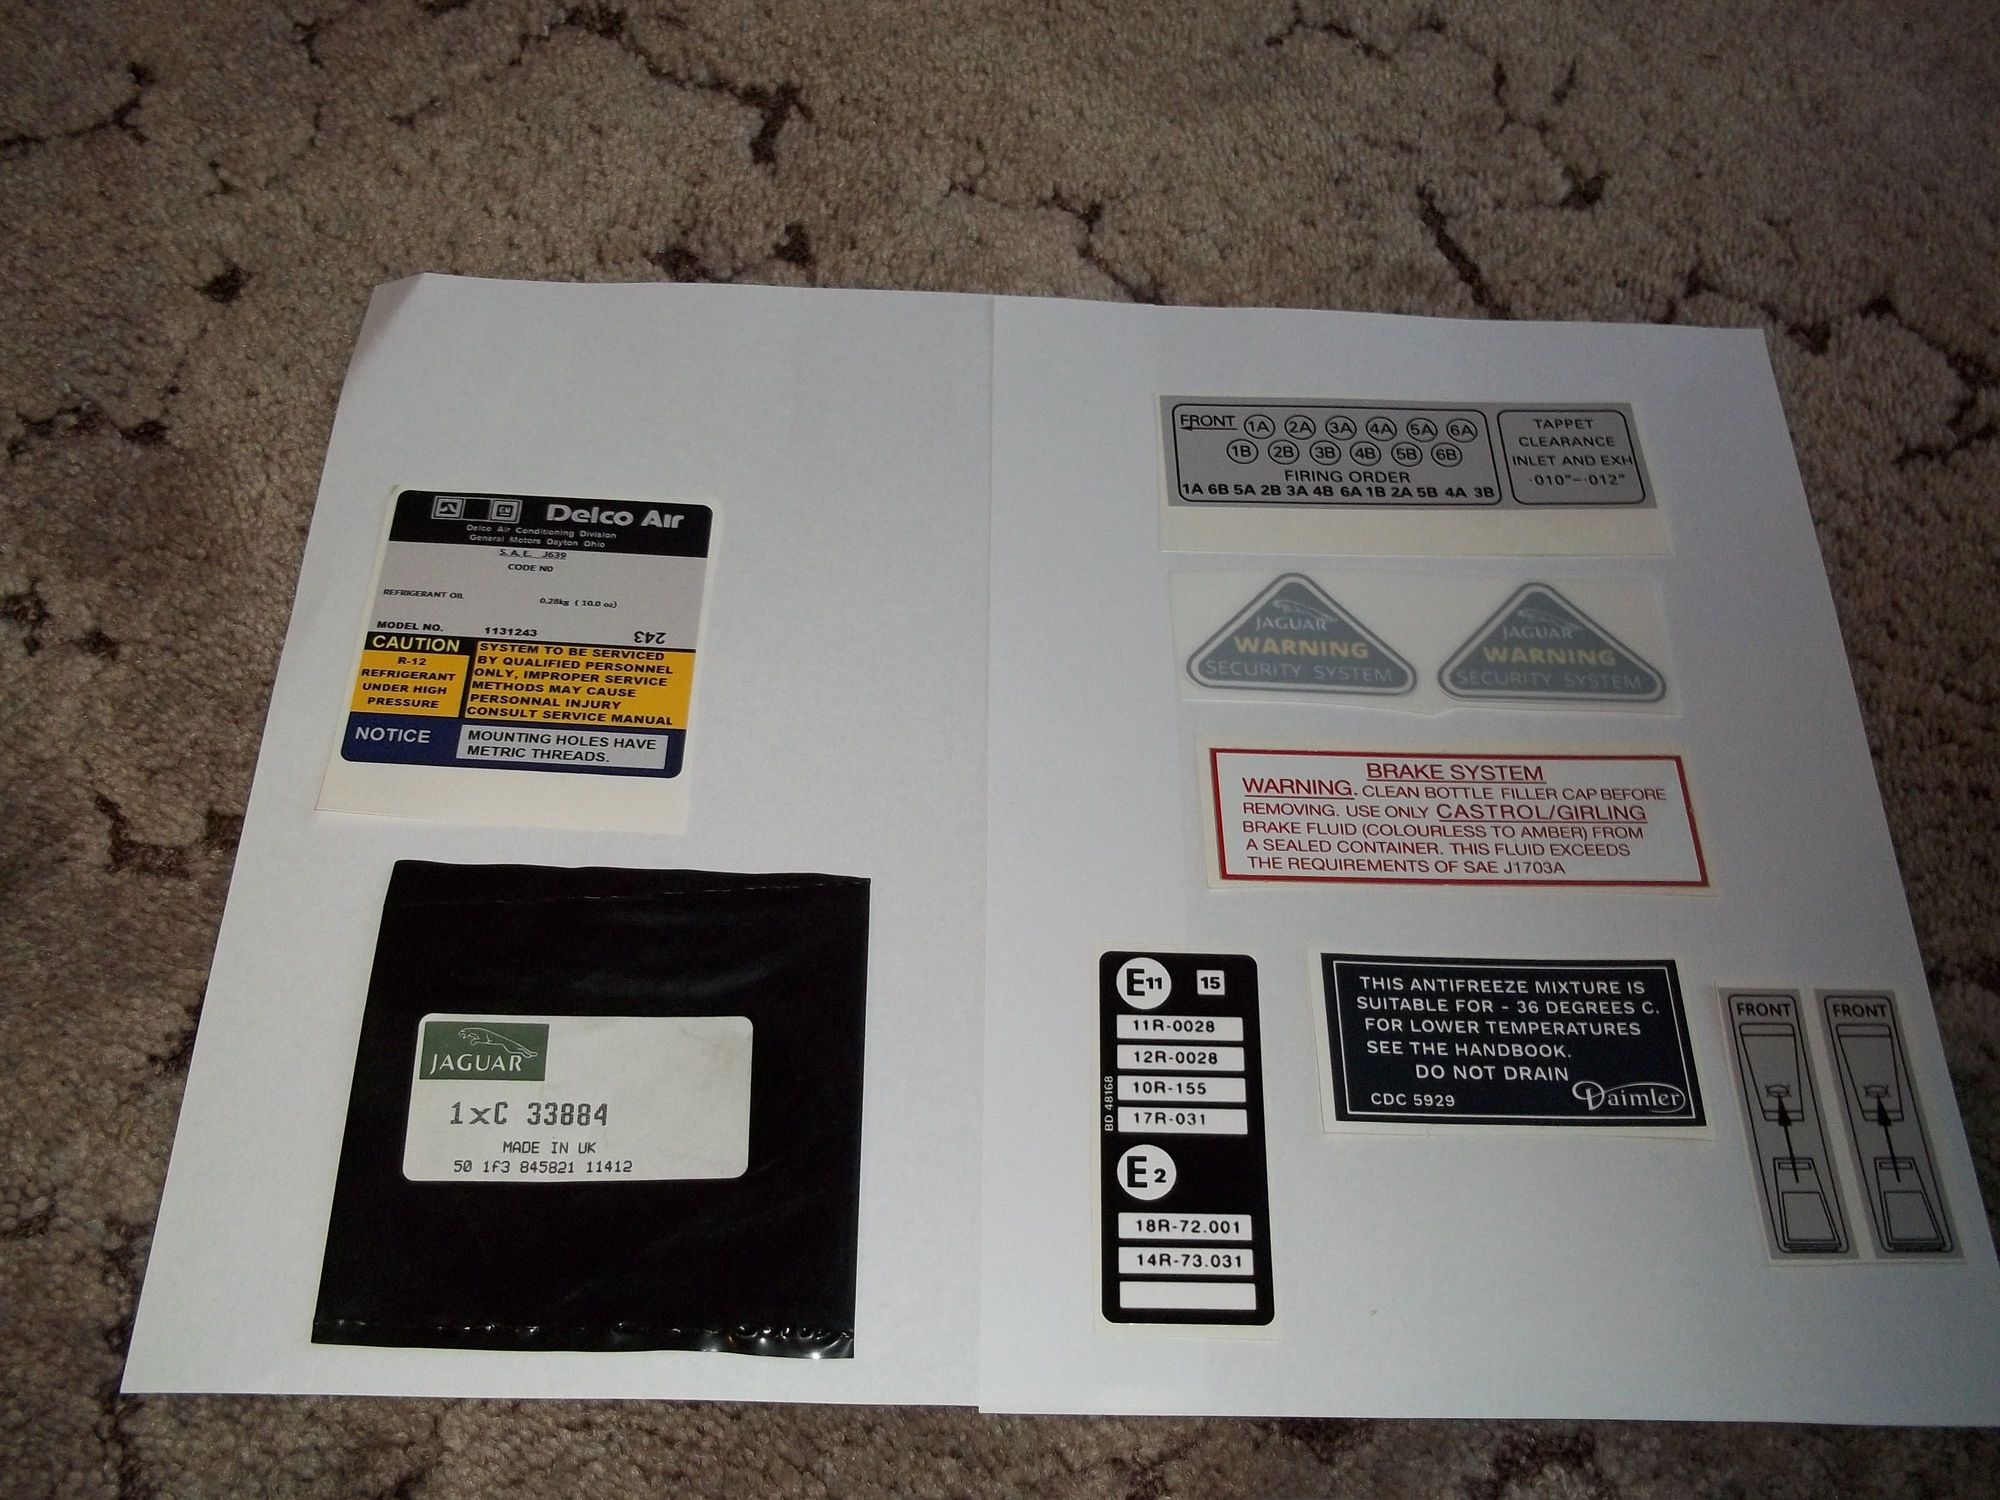 Delco Air
Delco Air Conditioning Division
General Motors Dayton Ohio
S.A.E. J639
CODE NO
REFRIGERANT OIL 0.28kg ( 10.0 oz)
MODEL NO. 1131243 243
CAUTION
R-12
REFRIGERANT
UNDER HIGH
PRESSURE
SYSTEM TO BE SERVICED
BY QUALIFIED PERSONNEL
ONLY, IMPROPER SERVICE
METHODS MAY CAUSE
PERSONNAL INJURY
CONSULT SERVICE MANUAL
NOTICE
MOUNTING HOLES HAVE
METRIC THREADS.
JAGUAR
1xC 33884
MADE IN UK
50 1f3 845821 11412
FRONT 1A 2A 3A 4A 5A 6A
1B 2B 3B 4B 5B 6B
FIRING ORDER
1A 6B 5A 2B 3A 4B 6A 1B 2A 5B 4A 3B
TAPPET
CLEARANCE
INLET AND EXH
·010"–·012"
JAGUAR
WARNING
SECURITY SYSTEM
JAGUAR
WARNING
SECURITY SYSTEM
BRAKE SYSTEM
WARNING. CLEAN BOTTLE FILLER CAP BEFORE
REMOVING. USE ONLY CASTROL/GIRLING
BRAKE FLUID (COLOURLESS TO AMBER) FROM
A SEALED CONTAINER. THIS FLUID EXCEEDS
THE REQUIREMENTS OF SAE J1703A
E11 15
11R-0028
12R-0028
10R-155
17R-031
BD 48168
E2
18R-72.001
14R-73.031
THIS ANTIFREEZE MIXTURE IS
SUITABLE FOR - 36 DEGREES C.
FOR LOWER TEMPERATURES
SEE THE HANDBOOK.
DO NOT DRAIN
CDC 5929 Daimler
FRONT
FRONT